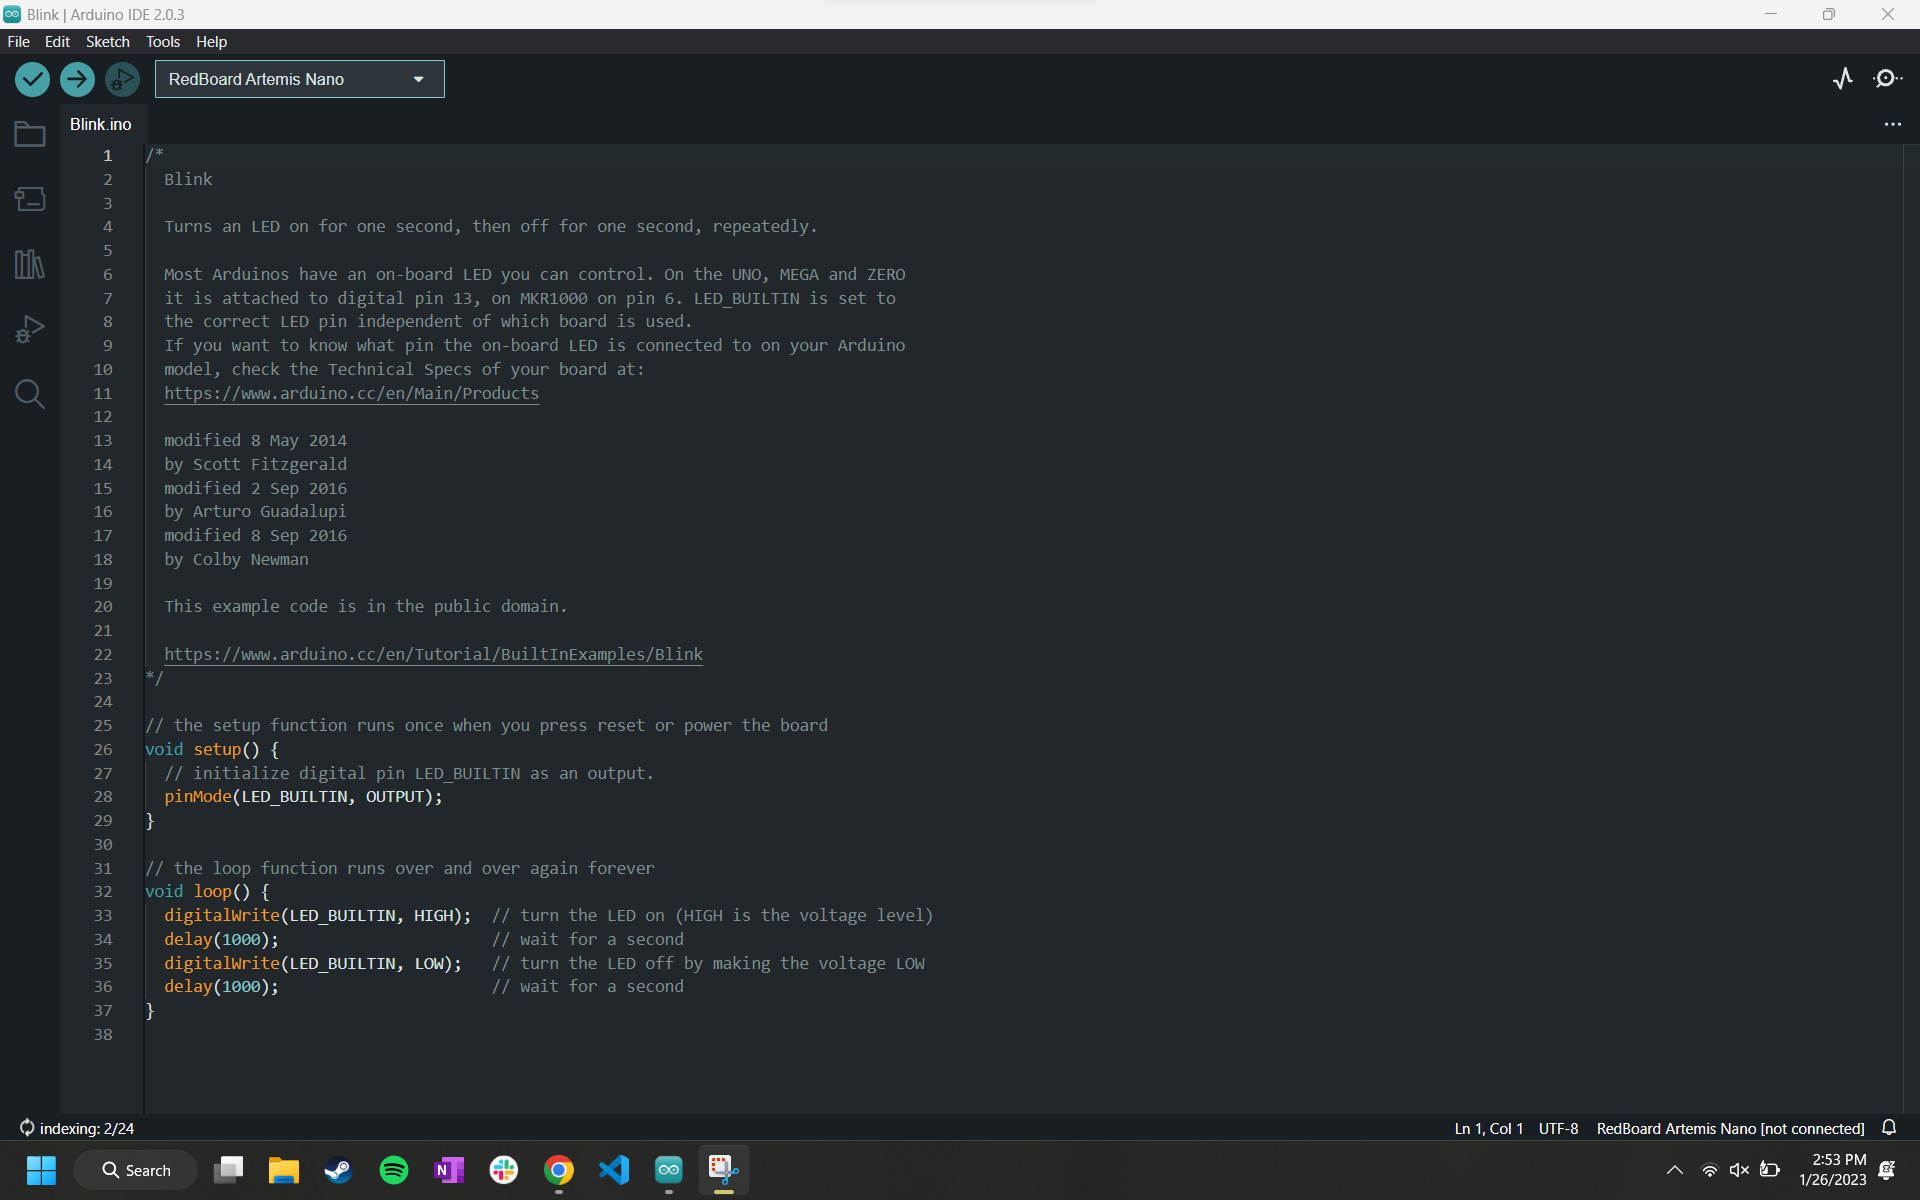 Blink | Arduino IDE 2.0.3
File Edit Sketch Tools Help
RedBoard Artemis Nano
Blink.ino
1 /*
2 Blink
3
4 Turns an LED on for one second, then off for one second, repeatedly.
5
6 Most Arduinos have an on-board LED you can control. On the UNO, MEGA and ZERO
7 it is attached to digital pin 13, on MKR1000 on pin 6. LED_BUILTIN is set to
8 the correct LED pin independent of which board is used.
9 If you want to know what pin the on-board LED is connected to on your Arduino
10 model, check the Technical Specs of your board at:
11 https://www.arduino.cc/en/Main/Products
12
13 modified 8 May 2014
14 by Scott Fitzgerald
15 modified 2 Sep 2016
16 by Arturo Guadalupi
17 modified 8 Sep 2016
18 by Colby Newman
19
20 This example code is in the public domain.
21
22 https://www.arduino.cc/en/Tutorial/BuiltInExamples/Blink
23 */
24
25 // the setup function runs once when you press reset or power the board
26 void setup() {
27 // initialize digital pin LED_BUILTIN as an output.
28 pinMode(LED_BUILTIN, OUTPUT);
29 }
30
31 // the loop function runs over and over again forever
32 void loop() {
33 digitalWrite(LED_BUILTIN, HIGH); // turn the LED on (HIGH is the voltage level)
34 delay(1000); // wait for a second
35 digitalWrite(LED_BUILTIN, LOW); // turn the LED off by making the voltage LOW
36 delay(1000); // wait for a second
37 }
38
indexing: 2/24 Ln 1, Col 1 UTF-8 RedBoard Artemis Nano [not connected]
Search
2:53 PM
1/26/2023